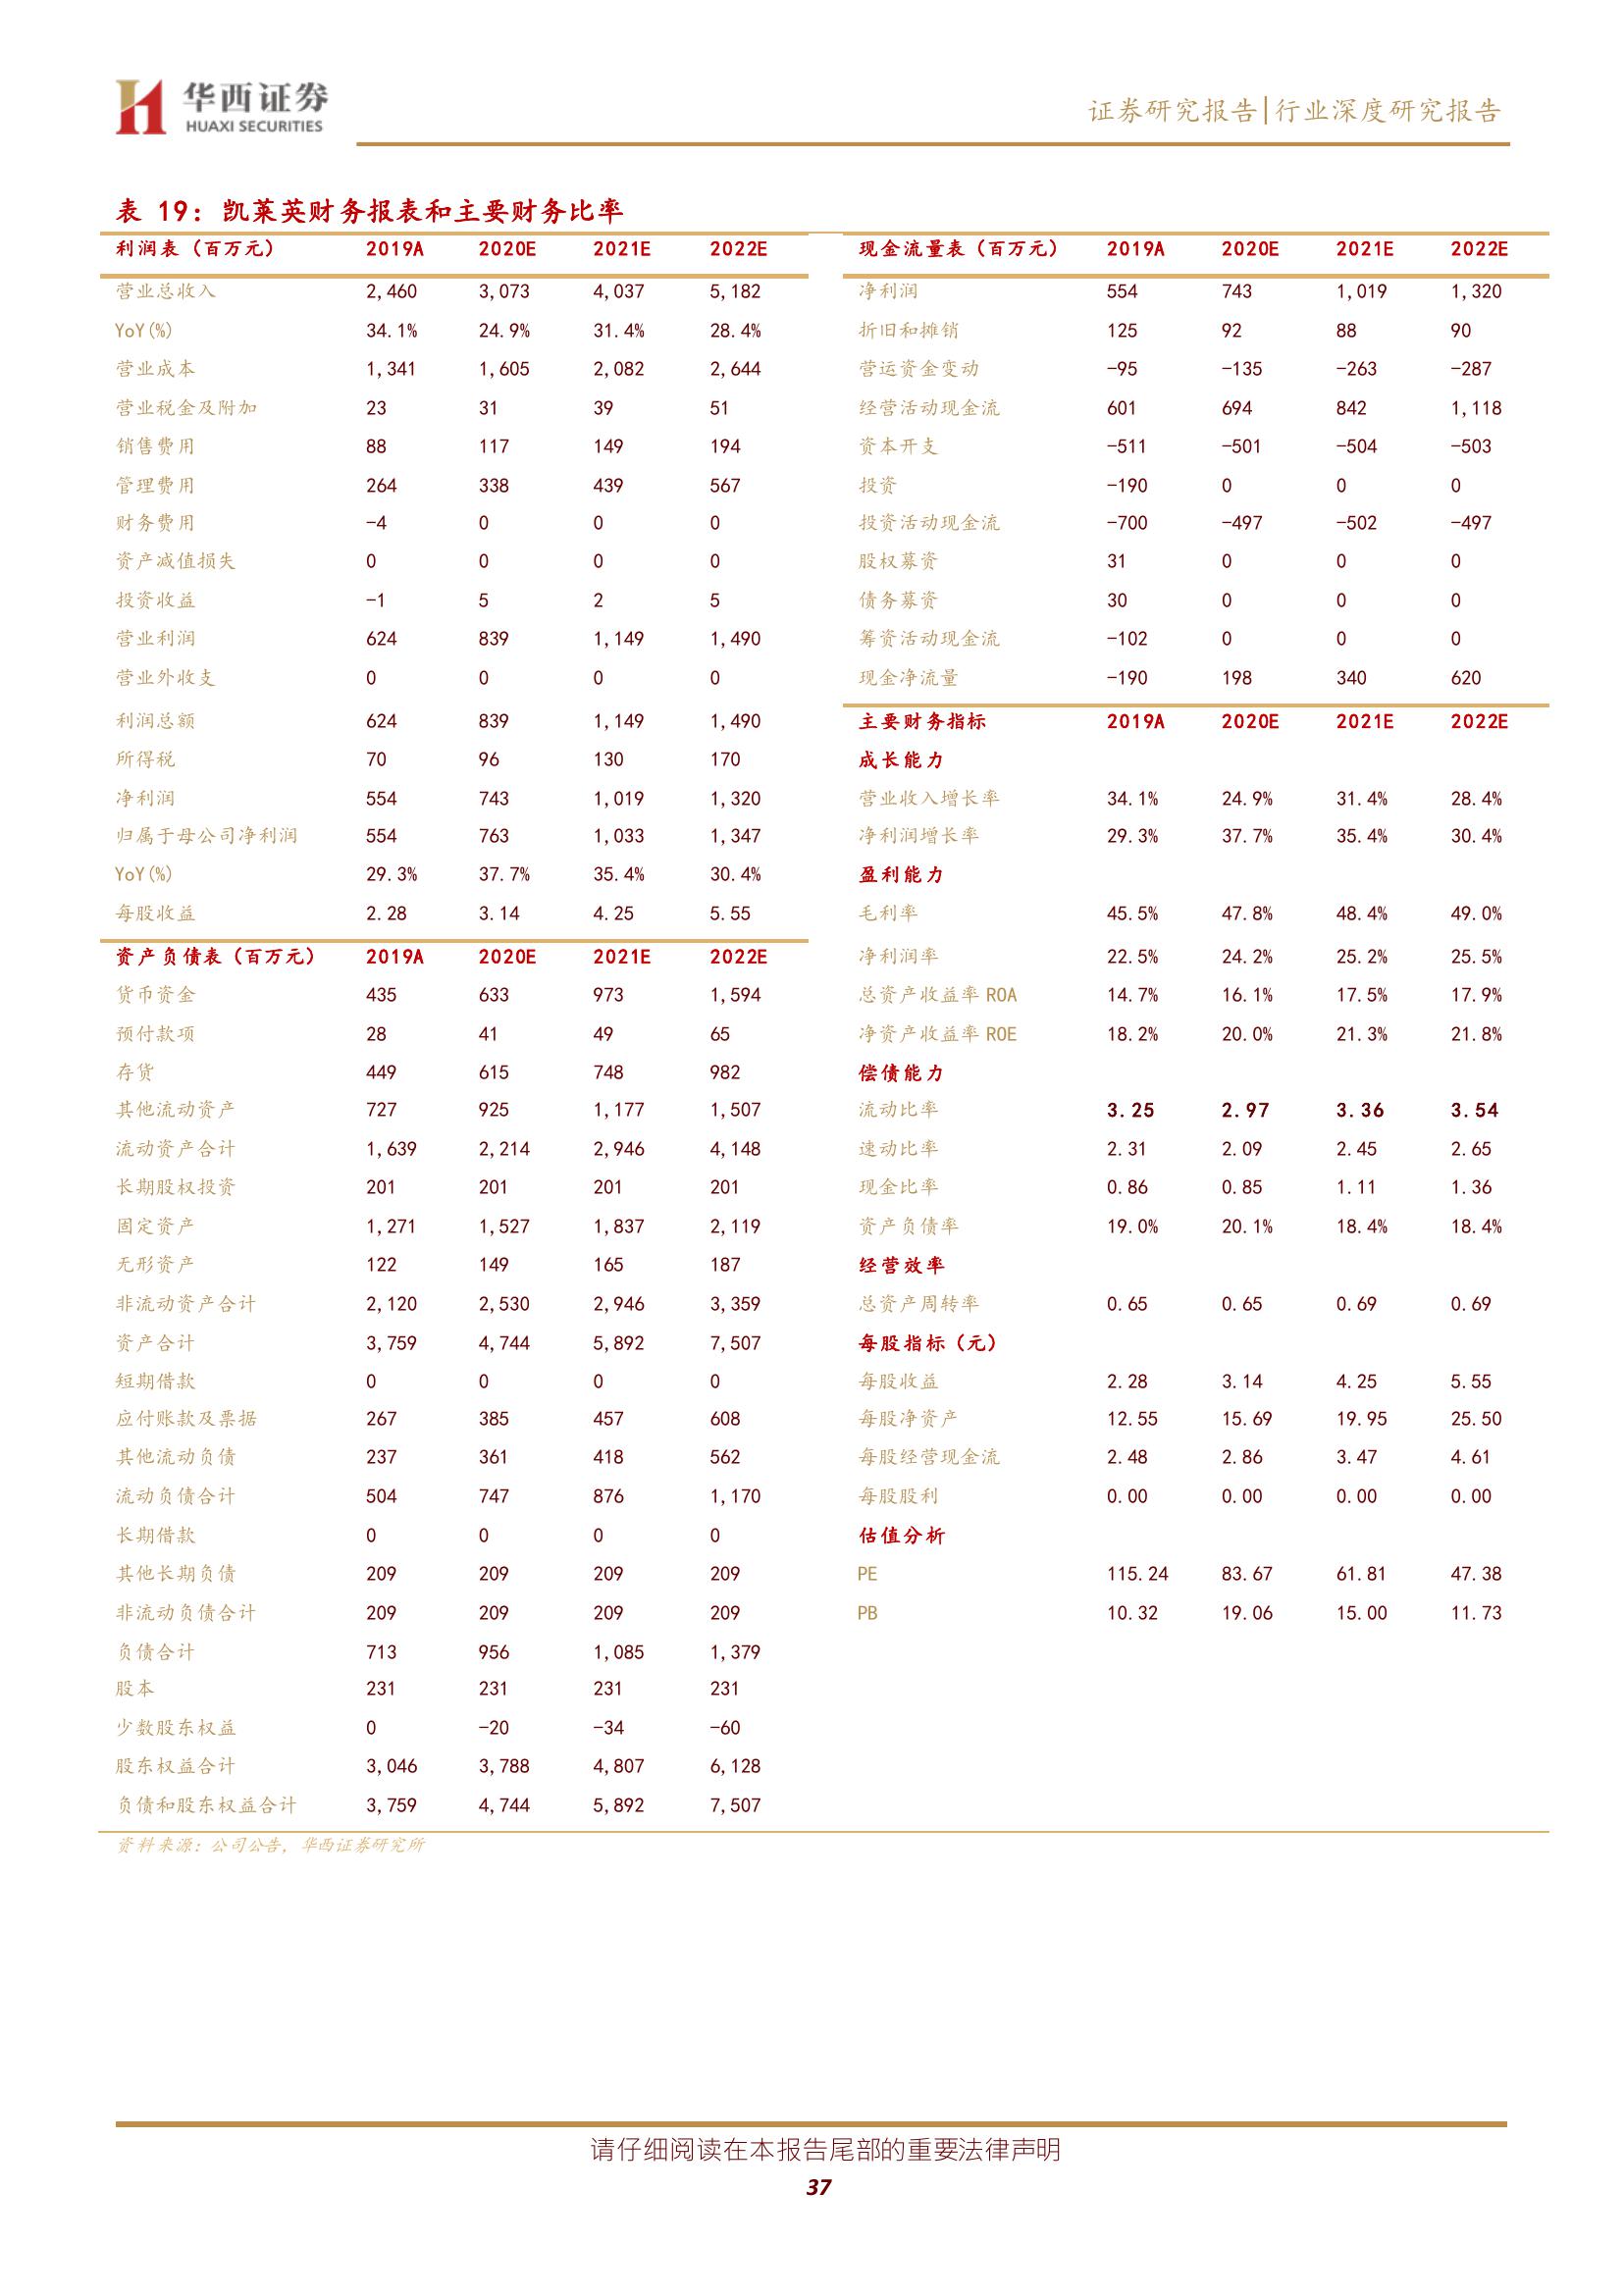 华西证券
HUAXI SECURITIES
证券研究报告|行业深度研究报告
表 19：凯莱英财务报表和主要财务比率
利润表（百万元） 2019A 2020E 2021E 2022E 现金流量表（百万元） 2019A 2020E 2021E 2022E
营业总收入 2,460 3,073 4,037 5,182 净利润 554 743 1,019 1,320
YoY(%) 34.1% 24.9% 31.4% 28.4% 折旧和摊销 125 92 88 90
营业成本 1,341 1,605 2,082 2,644 营运资金变动 -95 -135 -263 -287
营业税金及附加 23 31 39 51 经营活动现金流 601 694 842 1,118
销售费用 88 117 149 194 资本开支 -511 -501 -504 -503
管理费用 264 338 439 567 投资 -190 0 0 0
财务费用 -4 0 0 0 投资活动现金流 -700 -497 -502 -497
资产减值损失 0 0 0 0 股权募资 31 0 0 0
投资收益 -1 5 2 5 债务募资 30 0 0 0
营业利润 624 839 1,149 1,490 筹资活动现金流 -102 0 0 0
营业外收支 0 0 0 0 现金净流量 -190 198 340 620
利润总额 624 839 1,149 1,490 主要财务指标 2019A 2020E 2021E 2022E
所得税 70 96 130 170 成长能力
净利润 554 743 1,019 1,320 营业收入增长率 34.1% 24.9% 31.4% 28.4%
归属于母公司净利润 554 763 1,033 1,347 净利润增长率 29.3% 37.7% 35.4% 30.4%
YoY(%) 29.3% 37.7% 35.4% 30.4% 盈利能力
每股收益 2.28 3.14 4.25 5.55 毛利率 45.5% 47.8% 48.4% 49.0%
资产负债表（百万元） 2019A 2020E 2021E 2022E 净利润率 22.5% 24.2% 25.2% 25.5%
货币资金 435 633 973 1,594 总资产收益率 ROA 14.7% 16.1% 17.5% 17.9%
预付款项 28 41 49 65 净资产收益率 ROE 18.2% 20.0% 21.3% 21.8%
存货 449 615 748 982 偿债能力
其他流动资产 727 925 1,177 1,507 流动比率 3.25 2.97 3.36 3.54
流动资产合计 1,639 2,214 2,946 4,148 速动比率 2.31 2.09 2.45 2.65
长期股权投资 201 201 201 201 现金比率 0.86 0.85 1.11 1.36
固定资产 1,271 1,527 1,837 2,119 资产负债率 19.0% 20.1% 18.4% 18.4%
无形资产 122 149 165 187 经营效率
非流动资产合计 2,120 2,530 2,946 3,359 总资产周转率 0.65 0.65 0.69 0.69
资产合计 3,759 4,744 5,892 7,507 每股指标（元）
短期借款 0 0 0 0 每股收益 2.28 3.14 4.25 5.55
应付账款及票据 267 385 457 608 每股净资产 12.55 15.69 19.95 25.50
其他流动负债 237 361 418 562 每股经营现金流 2.48 2.86 3.47 4.61
流动负债合计 504 747 876 1,170 每股股利 0.00 0.00 0.00 0.00
长期借款 0 0 0 0 估值分析
其他长期负债 209 209 209 209 PE 115.24 83.67 61.81 47.38
非流动负债合计 209 209 209 209 PB 10.32 19.06 15.00 11.73
负债合计 713 956 1,085 1,379
股本 231 231 231 231
少数股东权益 0 -20 -34 -60
股东权益合计 3,046 3,788 4,807 6,128
负债和股东权益合计 3,759 4,744 5,892 7,507
资料来源：公司公告，华西证券研究所
请仔细阅读在本报告尾部的重要法律声明
37